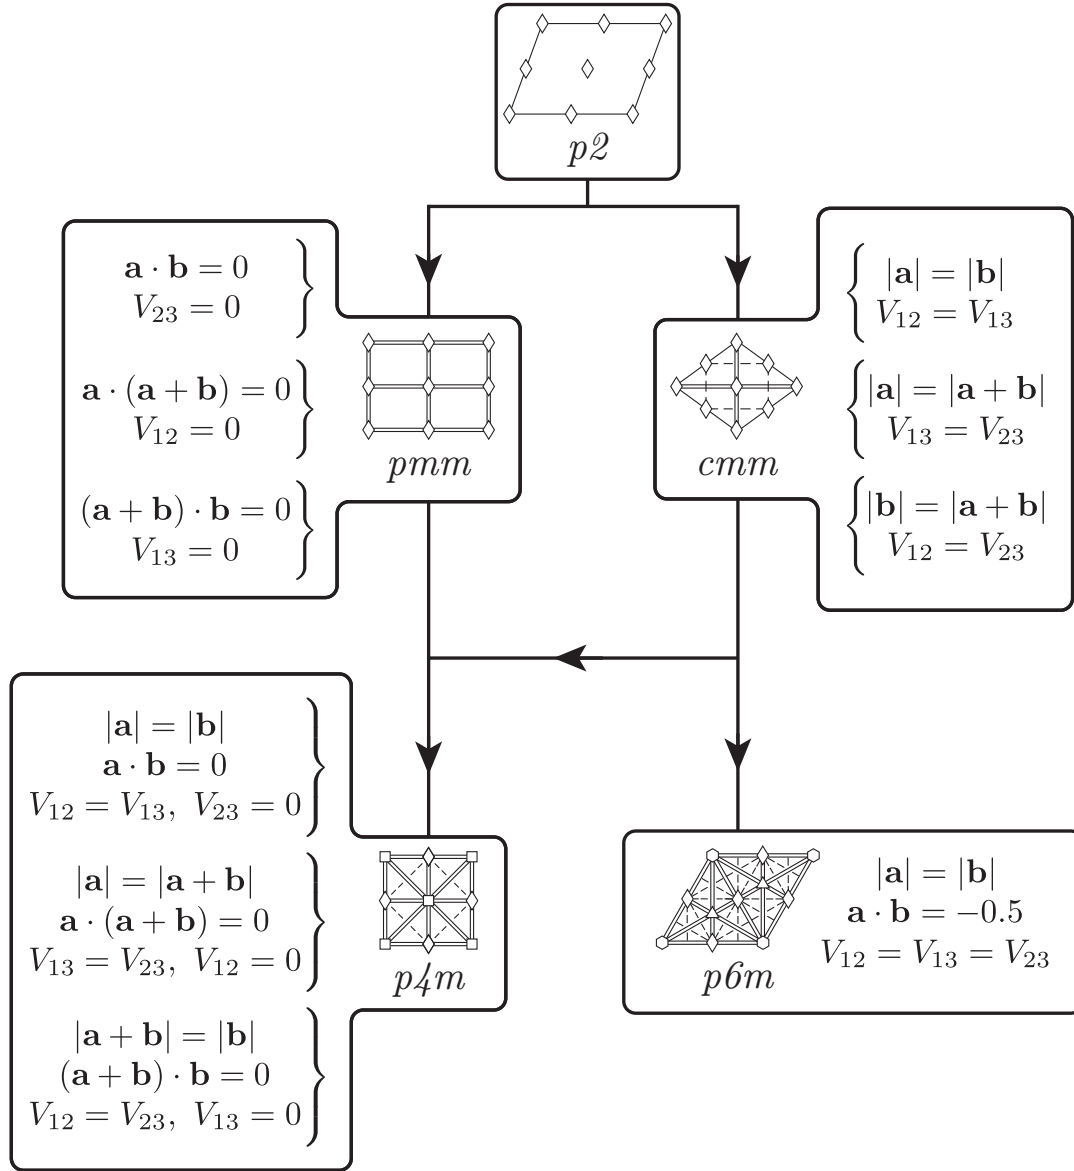 p2
a · b = 0
V₂₃ = 0
a · (a + b) = 0
V₁₂ = 0
(a + b) · b = 0
V₁₃ = 0
pmm
cmm
|a| = |b|
V₁₂ = V₁₃
|a| = |a + b|
V₁₃ = V₂₃
|b| = |a + b|
V₁₂ = V₂₃
|a| = |b|
a · b = 0
V₁₂ = V₁₃, V₂₃ = 0
|a| = |a + b|
a · (a + b) = 0
V₁₃ = V₂₃, V₁₂ = 0
|a + b| = |b|
(a + b) · b = 0
V₁₂ = V₂₃, V₁₃ = 0
p4m
p6m
|a| = |b|
a · b = −0.5
V₁₂ = V₁₃ = V₂₃